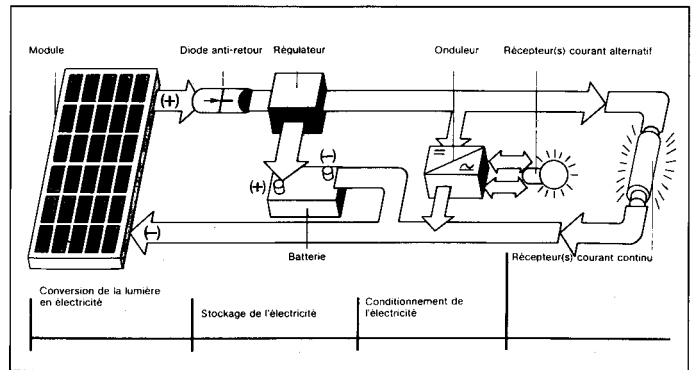 Module
Diode anti-retour
Régulateur
Onduleur
Récepteur(s) courant alternatif
(+)
(−)
(+)
(−)
Batterie
Récepteur(s) courant continu
Conversion de la lumière
en électricité
Stockage de l'électricité
Conditionnement de
l'électricité